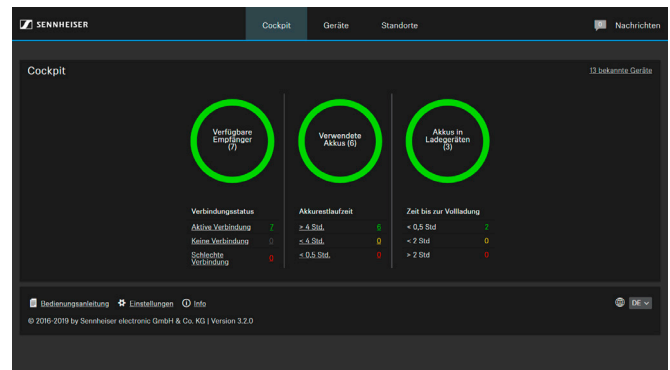 SENNHEISER
Cockpit
Geräte
Standorte
Nachrichten
Cockpit
13 bekannte Geräte
Verfügbare
Empfänger
(7)
Verwendete
Akkus (6)
Akkus in
Ladegeräten
(3)
Verbindungsstatus
Aktive Verbindung 7
Keine Verbindung 0
Schlechte
Verbindung 0
Akkurestlaufzeit
≥ 4 Std. 6
< 4 Std. 0
< 0,5 Std. 0
Zeit bis zur Vollladung
< 0,5 Std 2
< 2 Std 0
> 2 Std 0
Bedienungsanleitung Einstellungen Info
DE
© 2016-2019 by Sennheiser electronic GmbH & Co. KG | Version 3.2.0